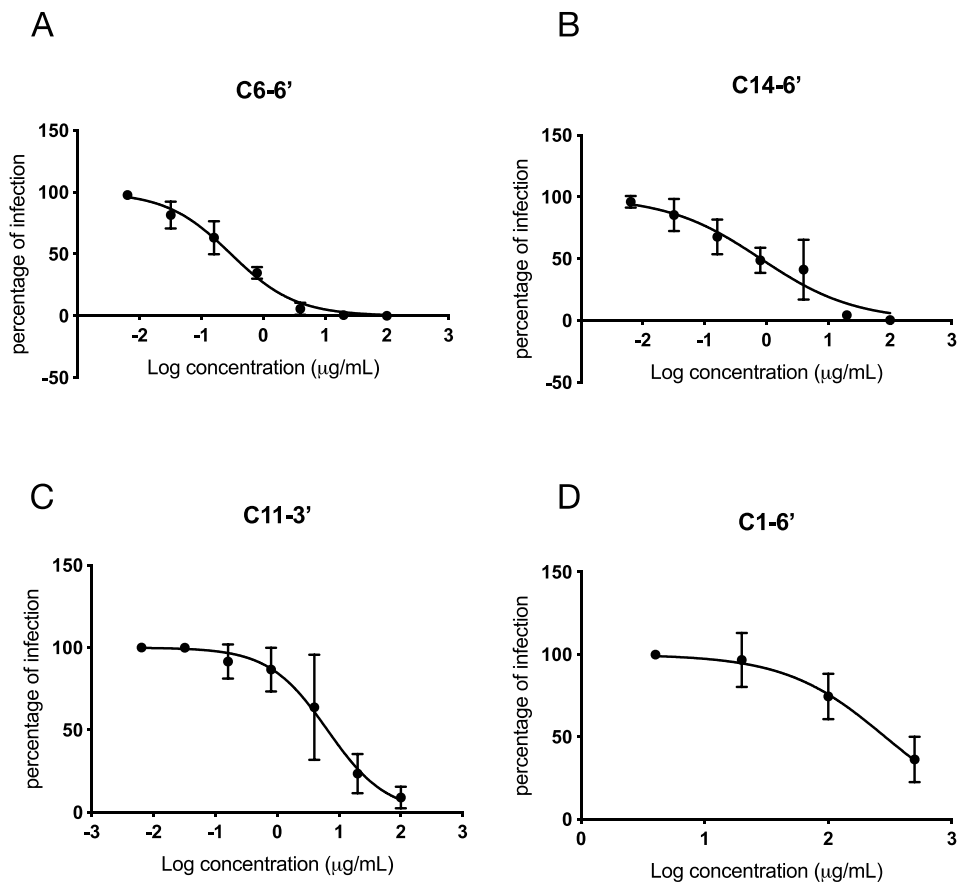 A
C6-6’
percentage of infection
150
100
50
0
-50
-2 -1 0 1 2 3
Log concentration (μg/mL)
B
C14-6’
percentage of infection
150
100
50
0
-50
-2 -1 0 1 2 3
Log concentration (μg/mL)
C
C11-3’
percentage of infection
150
100
50
0
-3 -2 -1 0 1 2 3
Log concentration (μg/mL)
D
C1-6’
percentage of infection
150
100
50
0
0 1 2 3
Log concentration (μg/mL)